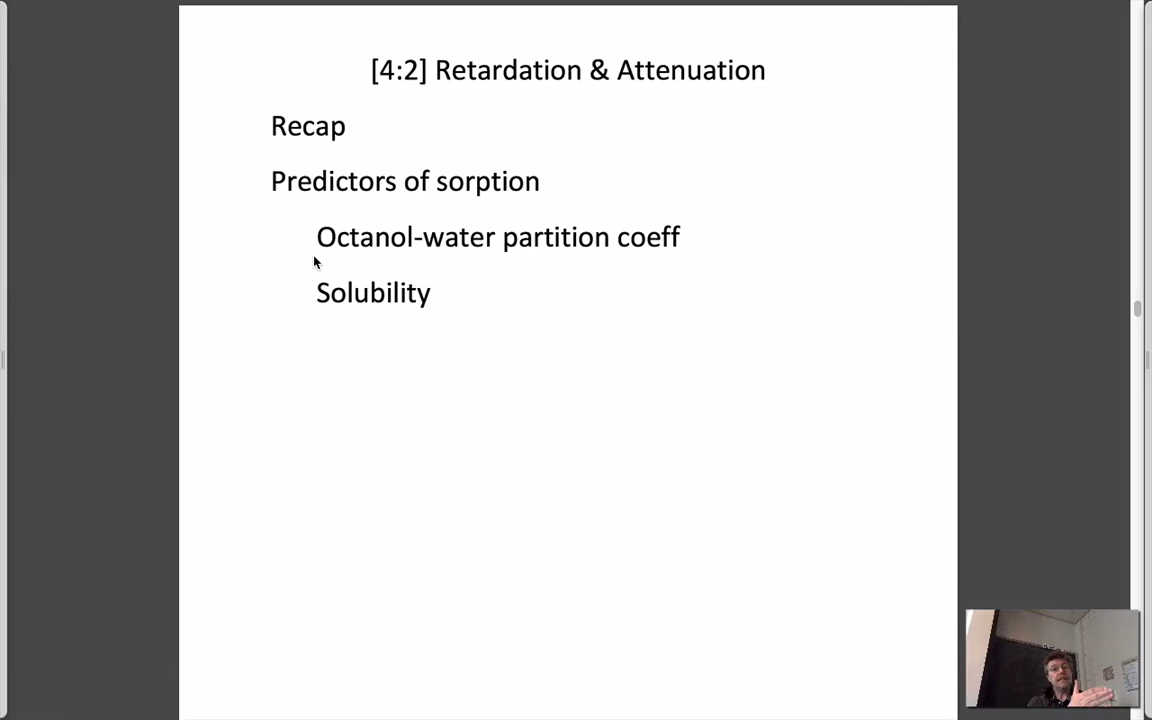 [4:2] Retardation & Attenuation
Recap
Predictors of sorption
Octanol-water partition coeff
Solubility